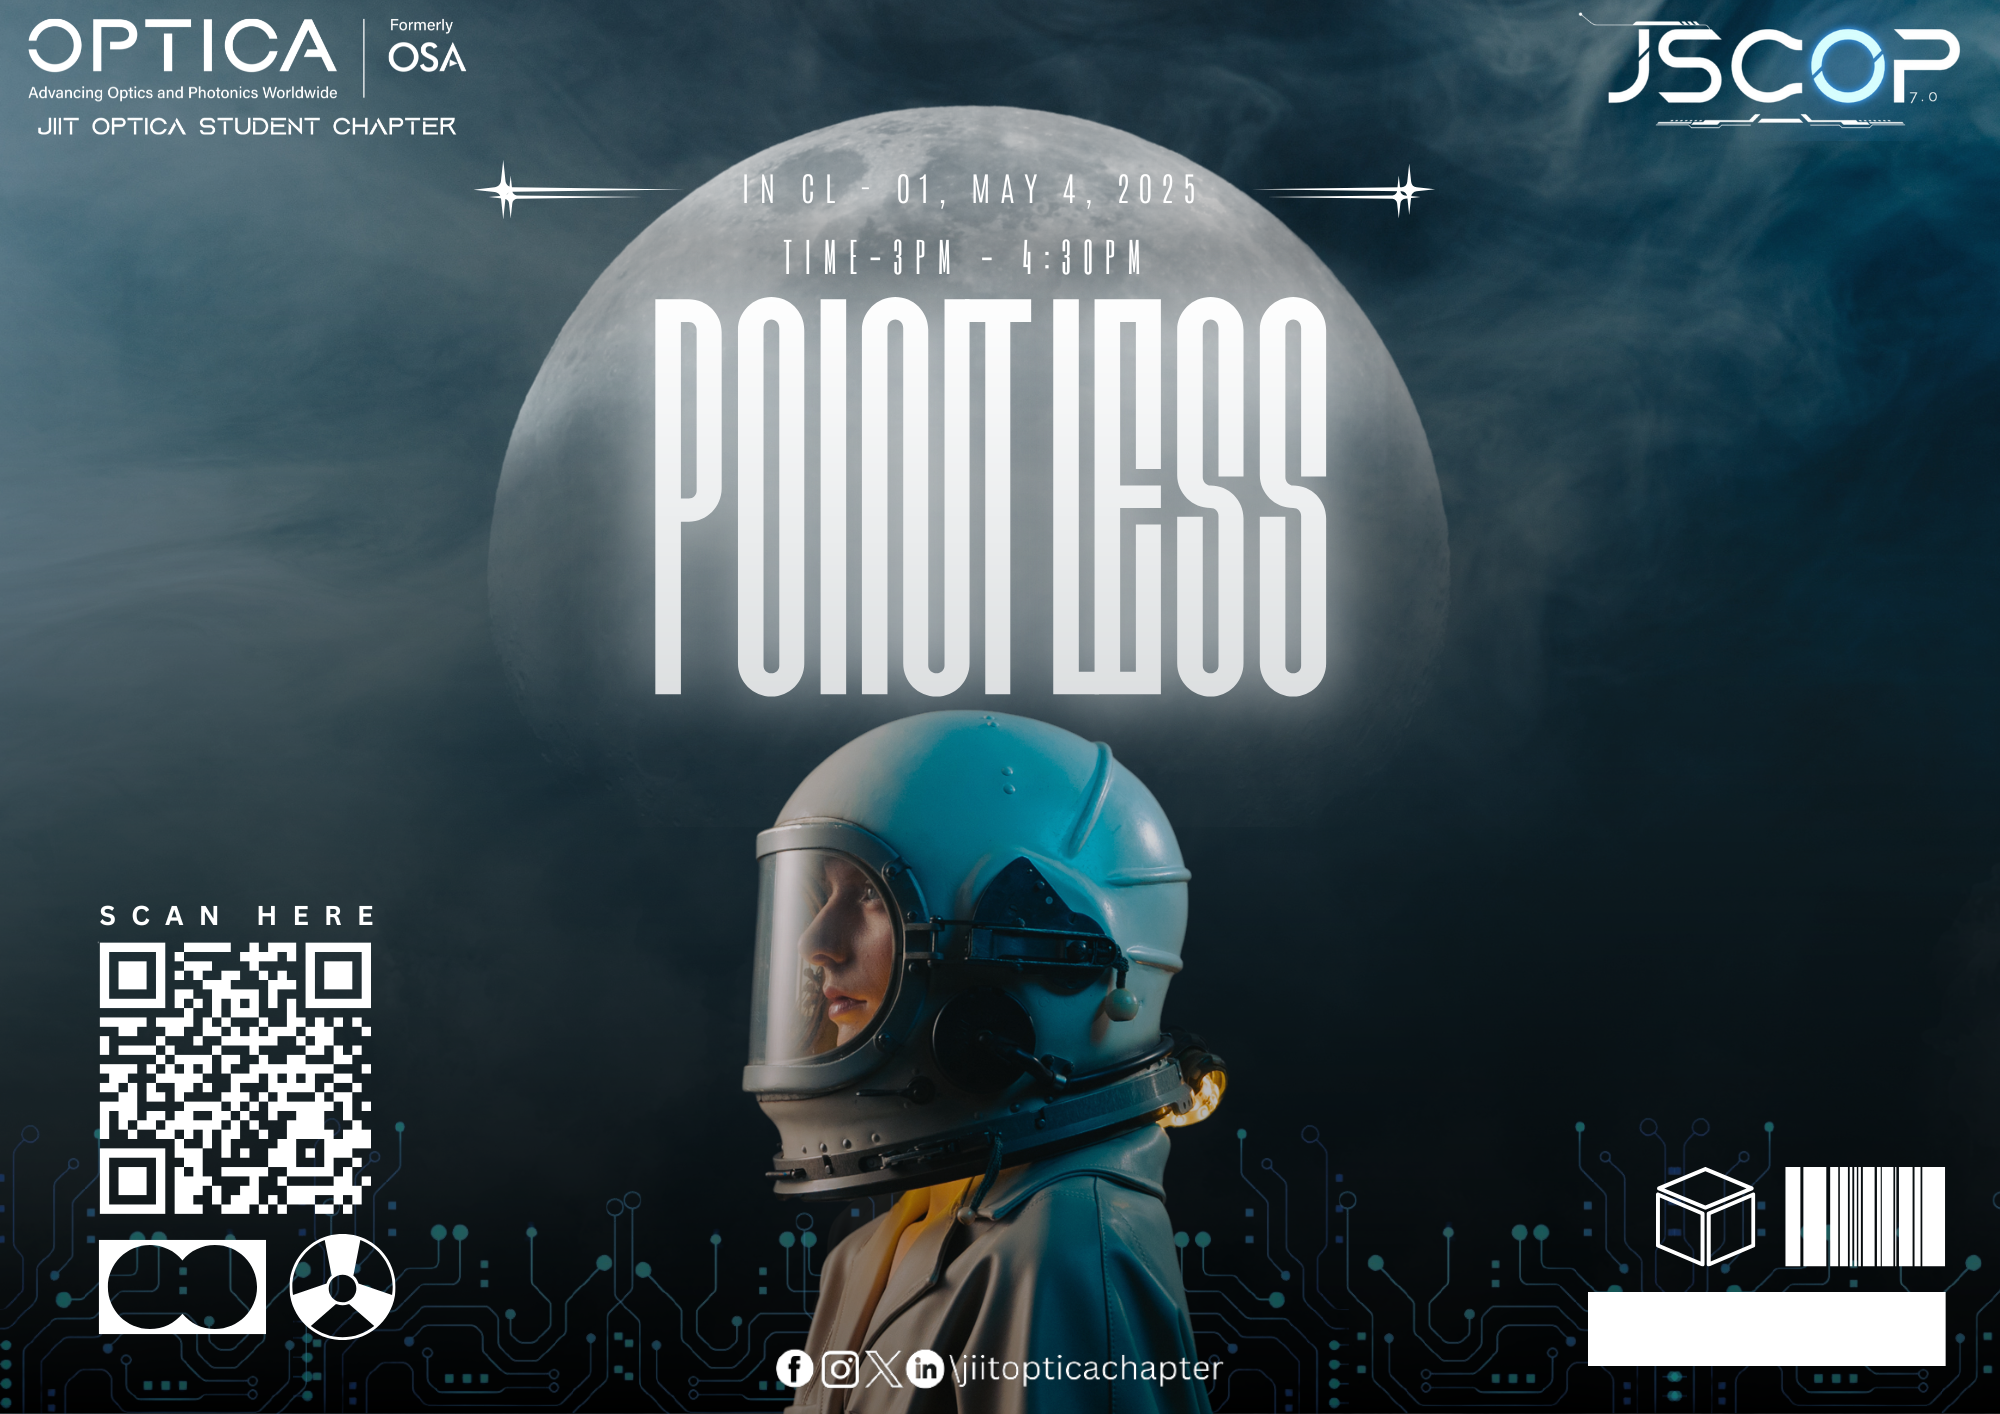 OPTICA
Formerly
OSA
Advancing Optics and Photonics Worldwide
JIIT OPTICA STUDENT CHAPTER
JSCOP
7.0
IN CL - 01, MAY 4, 2025
TIME-3PM - 4:30PM
POINTLESS
SCAN HERE
\jiitopticachapter